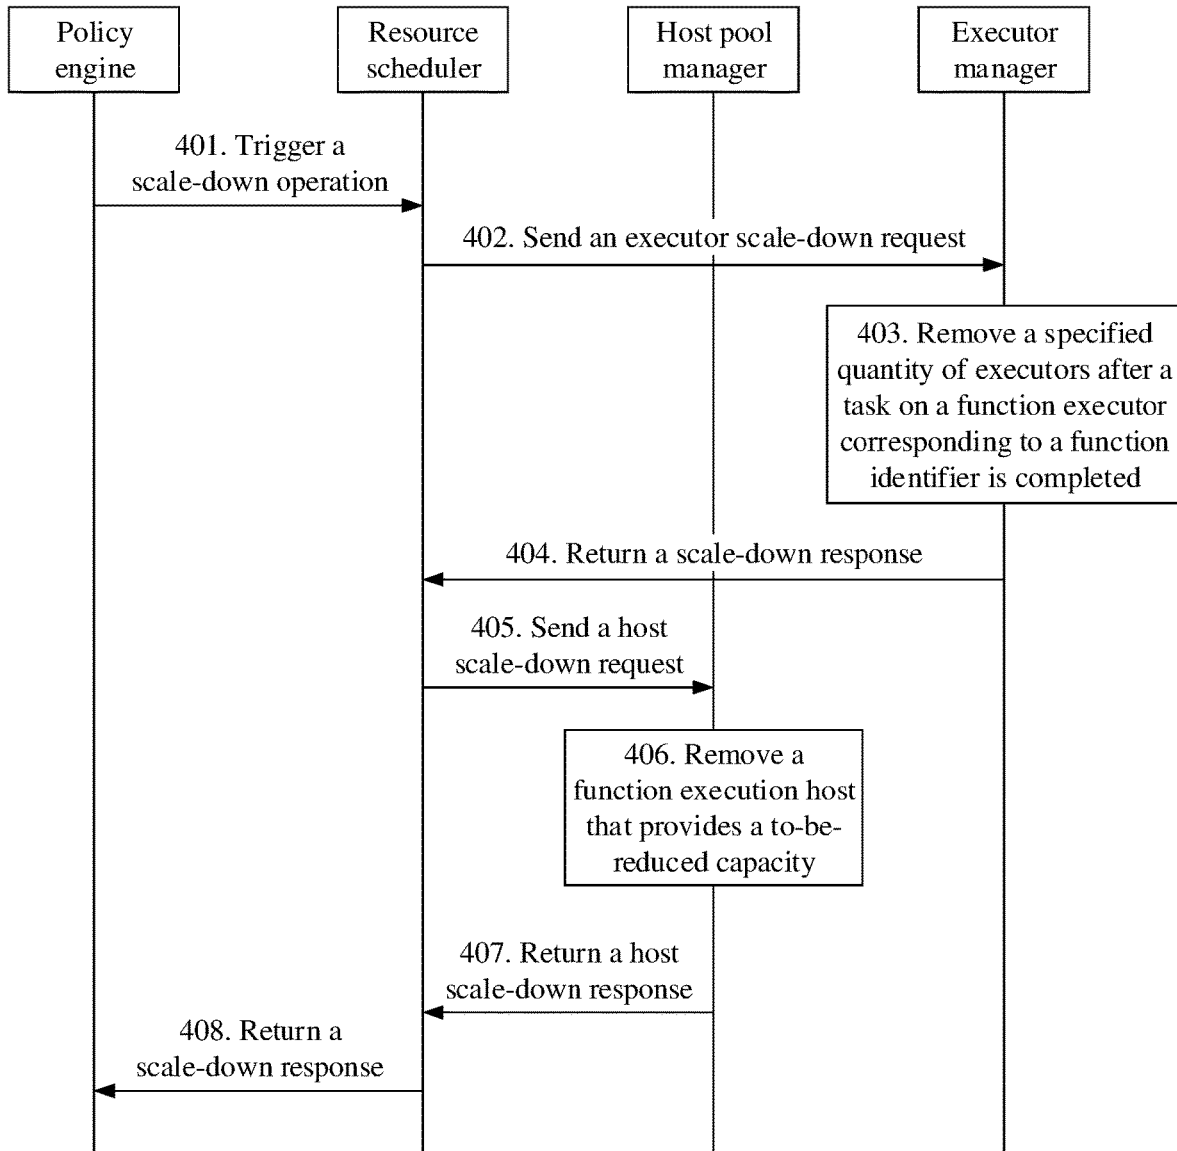 Policy
engine
Resource
scheduler
Host pool
manager
Executor
manager
401. Trigger a
scale-down operation
402. Send an executor scale-down request
403. Remove a specified
quantity of executors after a
task on a function executor
corresponding to a function
identifier is completed
404. Return a scale-down response
405. Send a host
scale-down request
406. Remove a
function execution host
that provides a to-be-
reduced capacity
407. Return a host
scale-down response
408. Return a
scale-down response